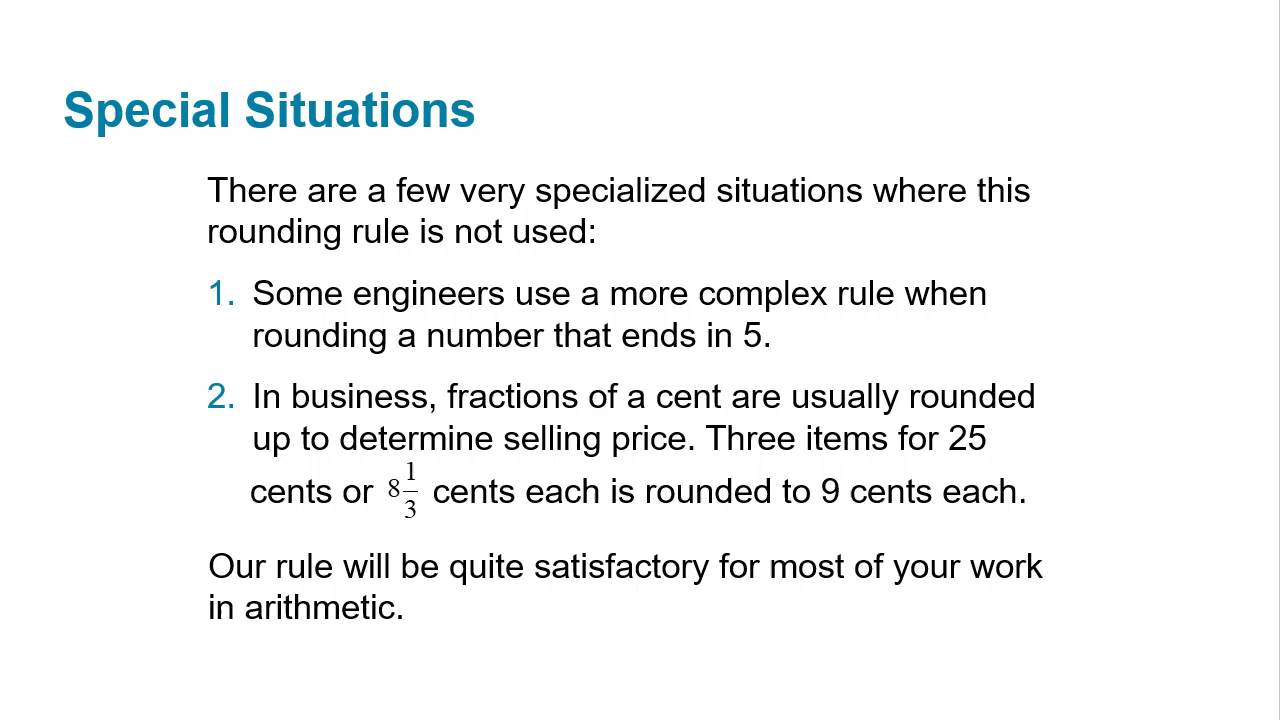 Special Situations
There are a few very specialized situations where this
rounding rule is not used:
1. Some engineers use a more complex rule when
rounding a number that ends in 5.
2. In business, fractions of a cent are usually rounded
up to determine selling price. Three items for 25
cents or 8 1/3 cents each is rounded to 9 cents each.
Our rule will be quite satisfactory for most of your work
in arithmetic.